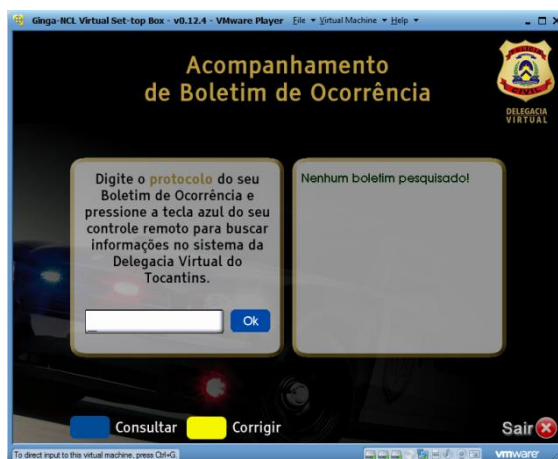 Ginga-NCL Virtual Set-top Box - v0.12.4 - VMware Player File Virtual Machine Help
Acompanhamento
de Boletim de Ocorrência
POLÍCIA
CIVIL
DELEGACIA
VIRTUAL
Digite o protocolo do seu
Boletim de Ocorrência e
pressione a tecla azul do seu
controle remoto para buscar
informações no sistema da
Delegacia Virtual do
Tocantins.
Ok
Nenhum boletim pesquisado!
Consultar
Corrigir
Sair
To direct input to this virtual machine, press Ctrl+G.
vmware